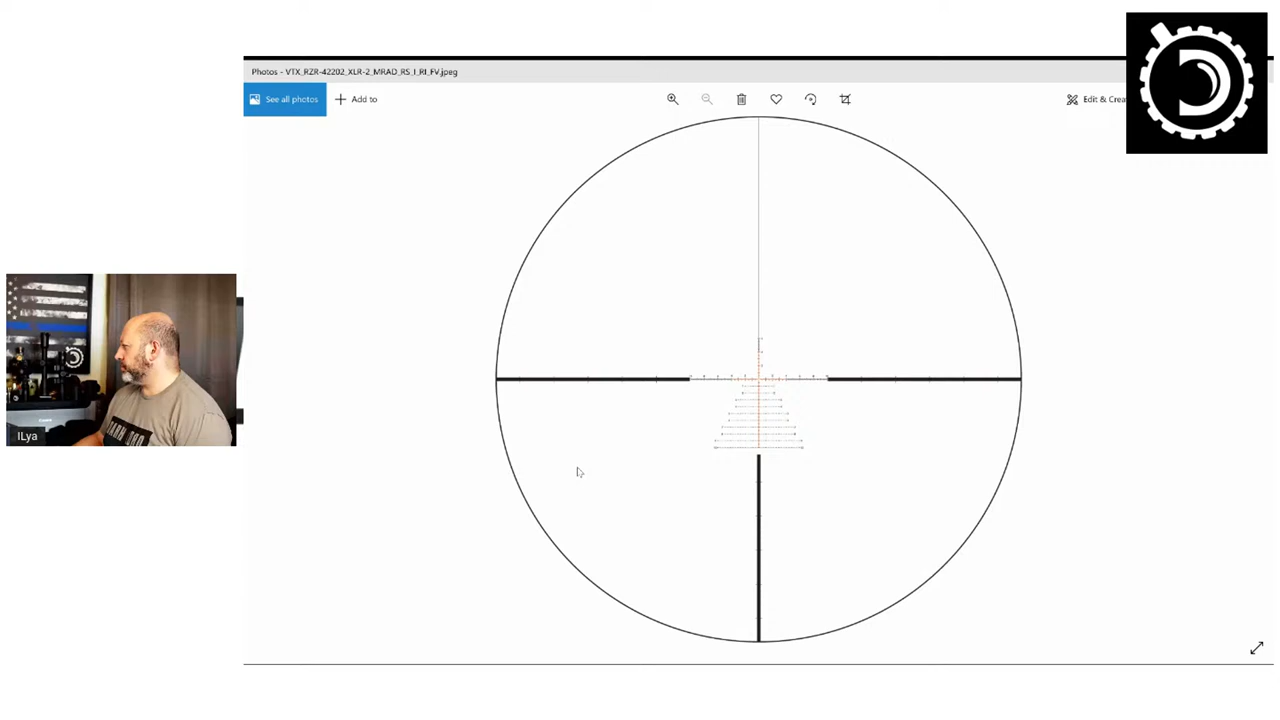 Photos - VTX_RZR-42202_XLR-2_MRAD_RS_I_RI_FV.jpeg
See all photos
Add to
Edit & Crea
ILya